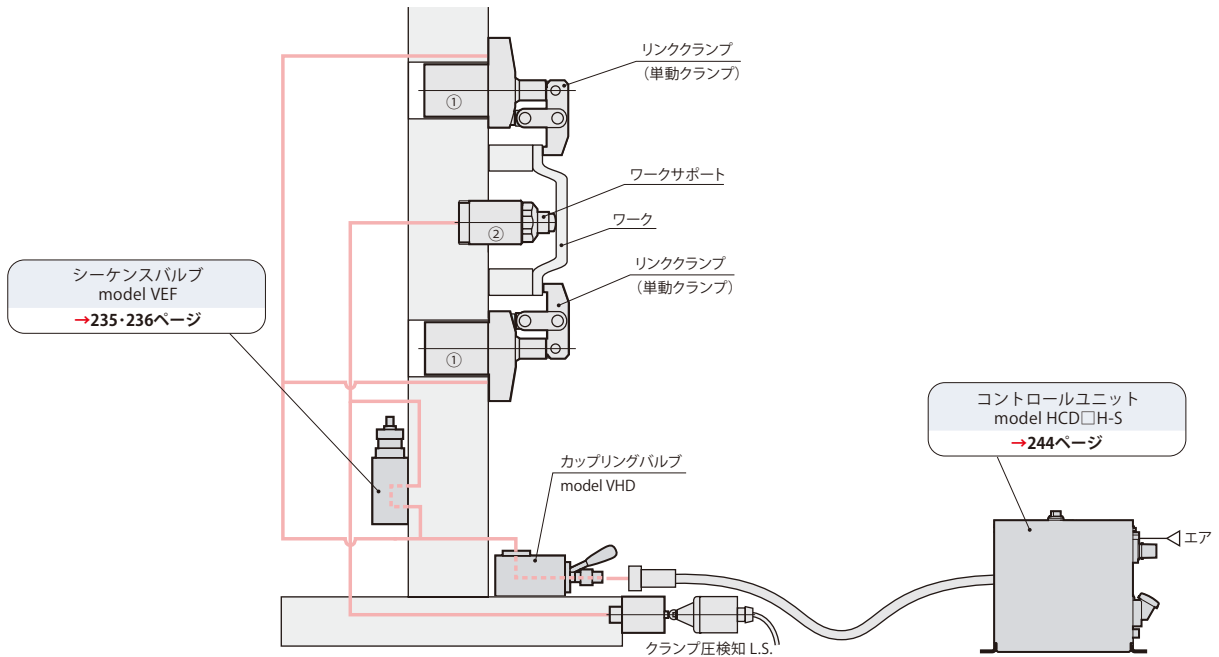 リンククランプ
（単動クランプ）
①
ワークサポート
ワーク
②
リンククランプ
（単動クランプ）
シーケンスバルブ
model VEF
→235･236ページ
①
コントロールユニット
model HCD□H-S
→244ページ
カップリングバルブ
model VHD
エア
クランプ圧検知 L.S.